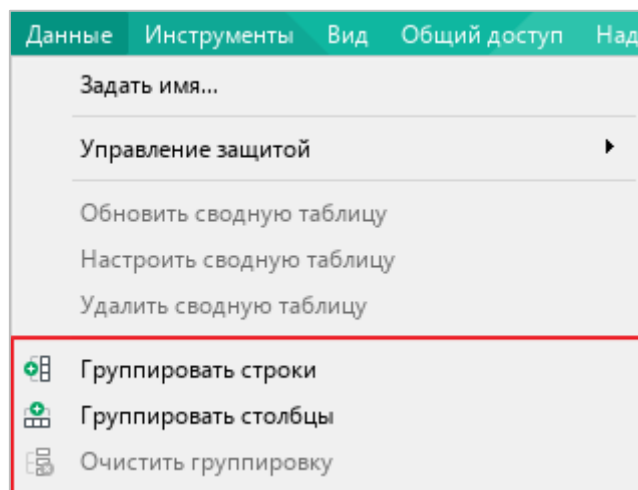 Данные Инструменты Вид Общий доступ Над
Задать имя...
Управление защитой
Обновить сводную таблицу
Настроить сводную таблицу
Удалить сводную таблицу
Группировать строки
Группировать столбцы
Очистить группировку